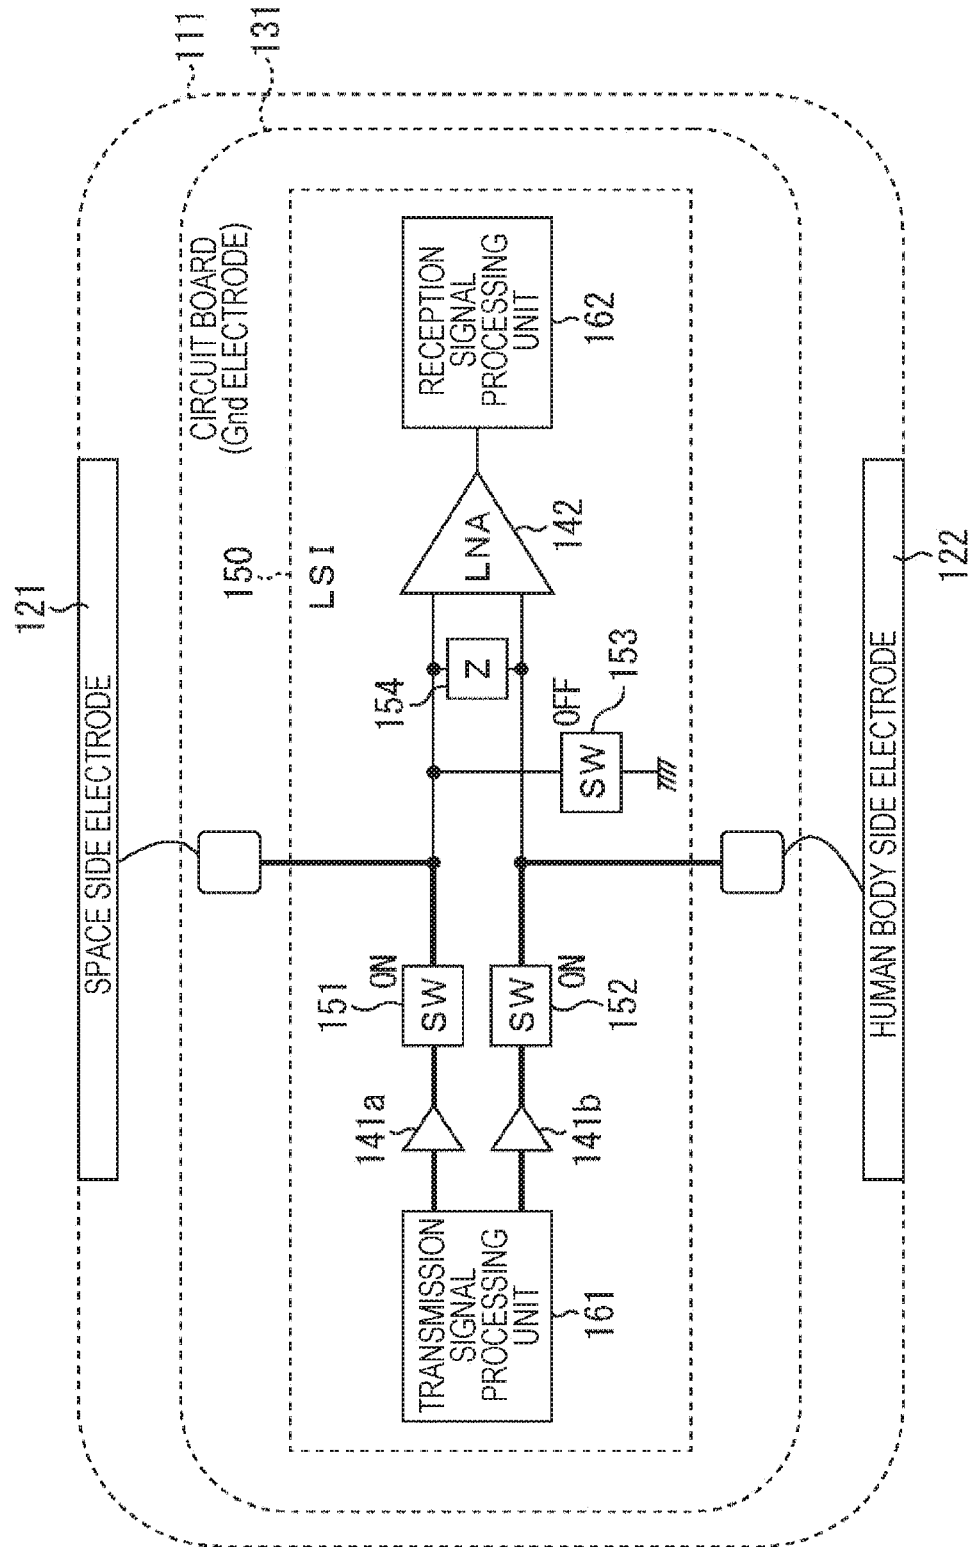 111
131
121
SPACE SIDE ELECTRODE
CIRCUIT BOARD
(Gnd ELECTRODE)
150
LSI
TRANSMISSION
SIGNAL
PROCESSING
UNIT
161
141a
141b
151
ON
SW
SW
ON
152
154
Z
OFF
SW
153
LNA
142
RECEPTION
SIGNAL
PROCESSING
UNIT
162
HUMAN BODY SIDE ELECTRODE
122